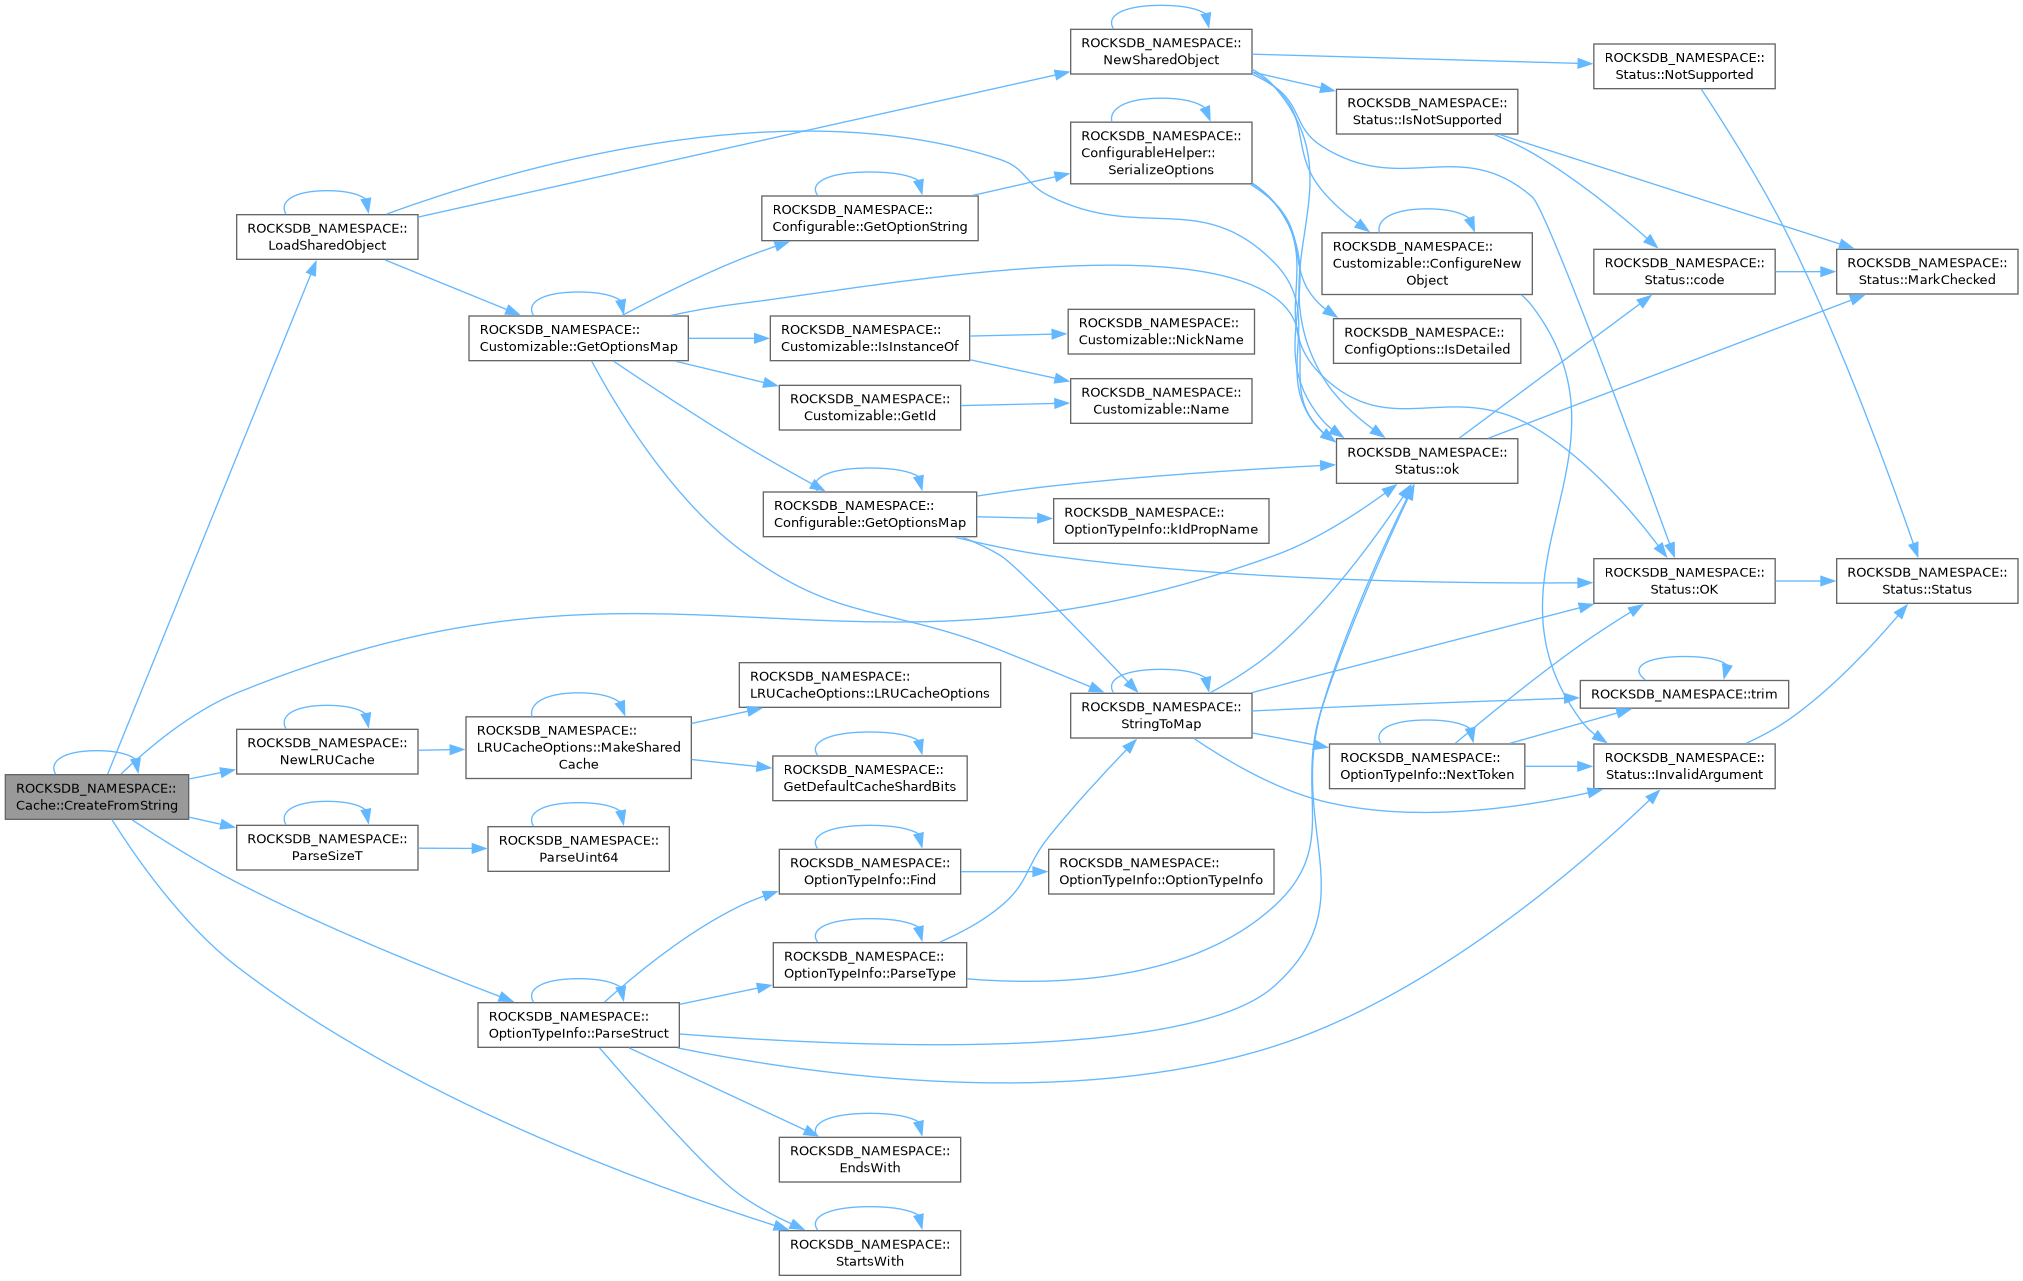 ROCKSDB_NAMESPACE::
Cache::CreateFromString
ROCKSDB_NAMESPACE::
LoadSharedObject
ROCKSDB_NAMESPACE::
NewLRUCache
ROCKSDB_NAMESPACE::
ParseSizeT
ROCKSDB_NAMESPACE::
Customizable::GetOptionsMap
ROCKSDB_NAMESPACE::
LRUCacheOptions::MakeShared
Cache
ROCKSDB_NAMESPACE::
ParseUint64
ROCKSDB_NAMESPACE::
OptionTypeInfo::ParseStruct
ROCKSDB_NAMESPACE::
Configurable::GetOptionString
ROCKSDB_NAMESPACE::
Customizable::IsInstanceOf
ROCKSDB_NAMESPACE::
Customizable::GetId
ROCKSDB_NAMESPACE::
Configurable::GetOptionsMap
ROCKSDB_NAMESPACE::
LRUCacheOptions::LRUCacheOptions
ROCKSDB_NAMESPACE::
GetDefaultCacheShardBits
ROCKSDB_NAMESPACE::
OptionTypeInfo::Find
ROCKSDB_NAMESPACE::
OptionTypeInfo::ParseType
ROCKSDB_NAMESPACE::
EndsWith
ROCKSDB_NAMESPACE::
StartsWith
ROCKSDB_NAMESPACE::
NewSharedObject
ROCKSDB_NAMESPACE::
ConfigurableHelper::
SerializeOptions
ROCKSDB_NAMESPACE::
Customizable::NickName
ROCKSDB_NAMESPACE::
Customizable::Name
ROCKSDB_NAMESPACE::
OptionTypeInfo::kIdPropName
ROCKSDB_NAMESPACE::
StringToMap
ROCKSDB_NAMESPACE::
OptionTypeInfo::OptionTypeInfo
ROCKSDB_NAMESPACE::
Status::IsNotSupported
ROCKSDB_NAMESPACE::
Customizable::ConfigureNew
Object
ROCKSDB_NAMESPACE::
ConfigOptions::IsDetailed
ROCKSDB_NAMESPACE::
Status::ok
ROCKSDB_NAMESPACE::
OptionTypeInfo::NextToken
ROCKSDB_NAMESPACE::
Status::NotSupported
ROCKSDB_NAMESPACE::
Status::code
ROCKSDB_NAMESPACE::
Status::OK
ROCKSDB_NAMESPACE::trim
ROCKSDB_NAMESPACE::
Status::InvalidArgument
ROCKSDB_NAMESPACE::
Status::MarkChecked
ROCKSDB_NAMESPACE::
Status::Status